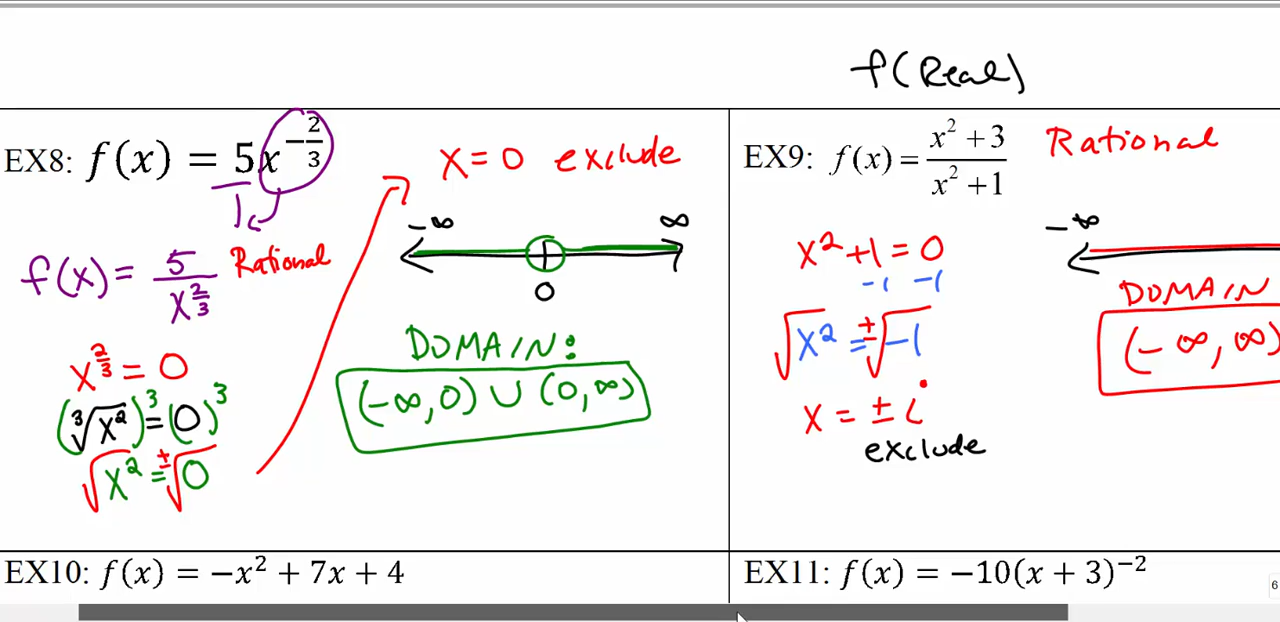 f(Real)
EX8: f(x) = 5x^{-2/3}
1
f(x) = 5/x^{2/3} Rational
x^{2/3} = 0
(∛x²)³ = (0)³
√x² = ±√0
x = 0 exclude
-∞ ∞
0
DOMAIN:
(-∞, 0) ∪ (0, ∞)
EX9: f(x) = (x² + 3)/(x² + 1) Rational
x² + 1 = 0
-1 -1
√x² = ±√-1
x = ± i
exclude
-∞
DOMAIN
(-∞, ∞)
EX10: f(x) = −x² + 7x + 4
EX11: f(x) = −10(x + 3)⁻²
6